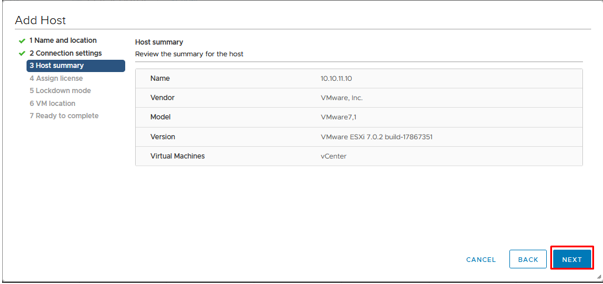 Add Host
1 Name and location
2 Connection settings
3 Host summary
4 Assign license
5 Lockdown mode
6 VM location
7 Ready to complete
Host summary
Review the summary for the host
Name 10.10.11.10
Vendor VMware, Inc.
Model VMware7,1
Version VMware ESXi 7.0.2 build-17867351
Virtual Machines vCenter
CANCEL BACK NEXT